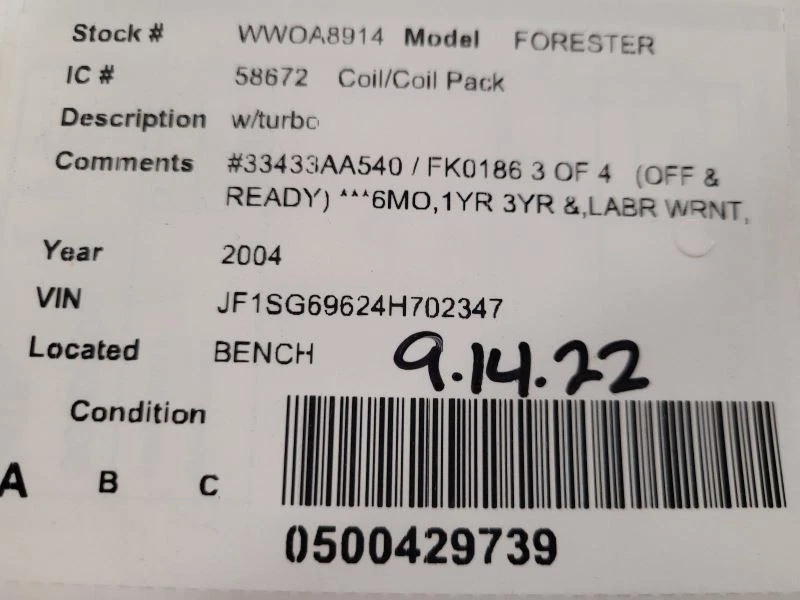 Stock # WWOA8914 Model FORESTER
IC # 58672 Coil/Coil Pack
Description w/turbo
Comments #33433AA540 / FK0186 3 OF 4 (OFF &
READY) ***6MO,1YR 3YR &,LABR WRNT,
Year 2004
VIN JF1SG69624H702347
Located BENCH 9.14.22
Condition
A B C
0500429739